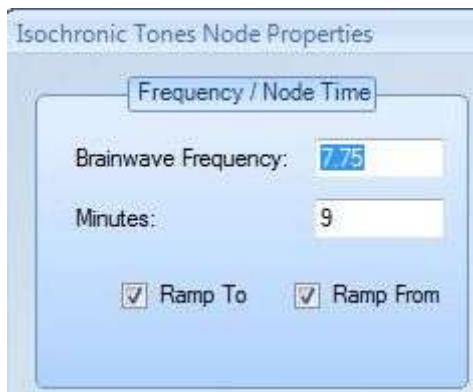 Isochronic Tones Node Properties
Frequency / Node Time
Brainwave Frequency: 7.75
Minutes: 9
Ramp To Ramp From